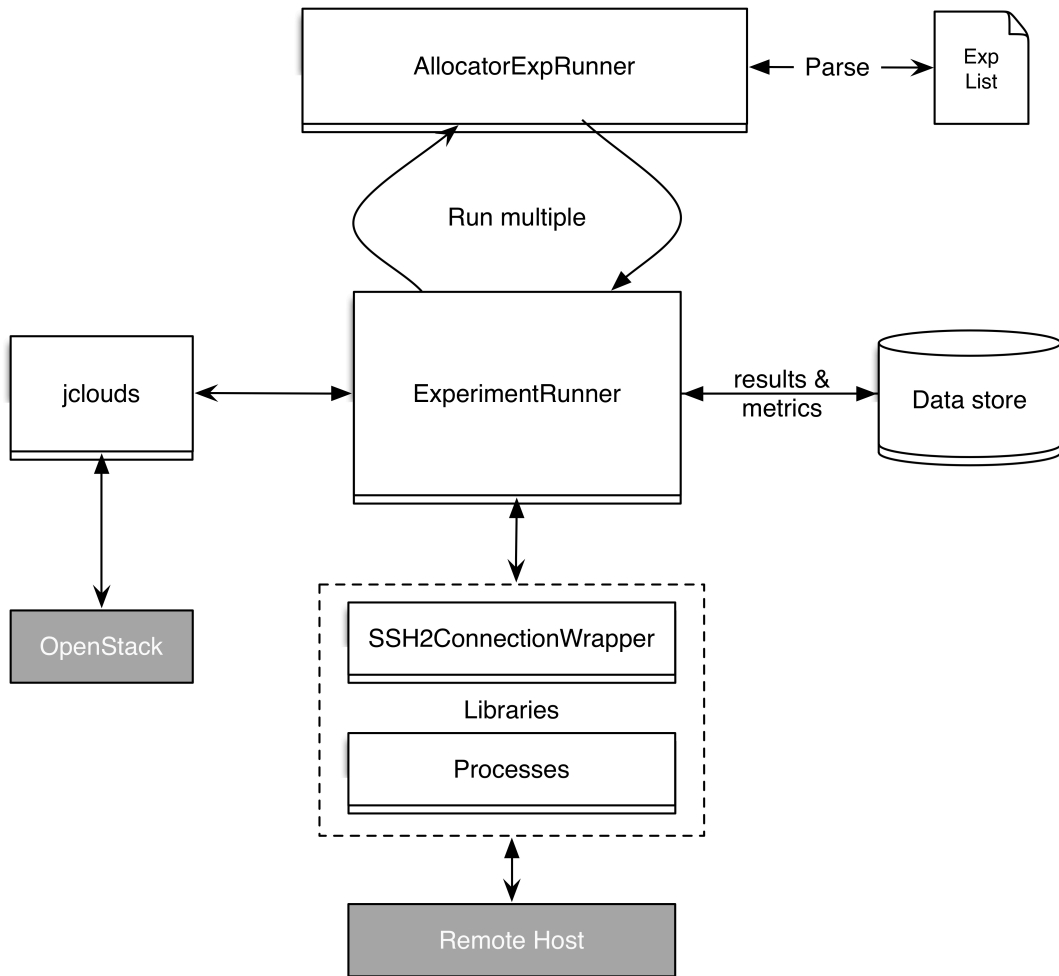 AllocatorExpRunner
Parse
Exp
List
Run multiple
jclouds
ExperimentRunner
results &
metrics
Data store
OpenStack
SSH2ConnectionWrapper
Libraries
Processes
Remote Host